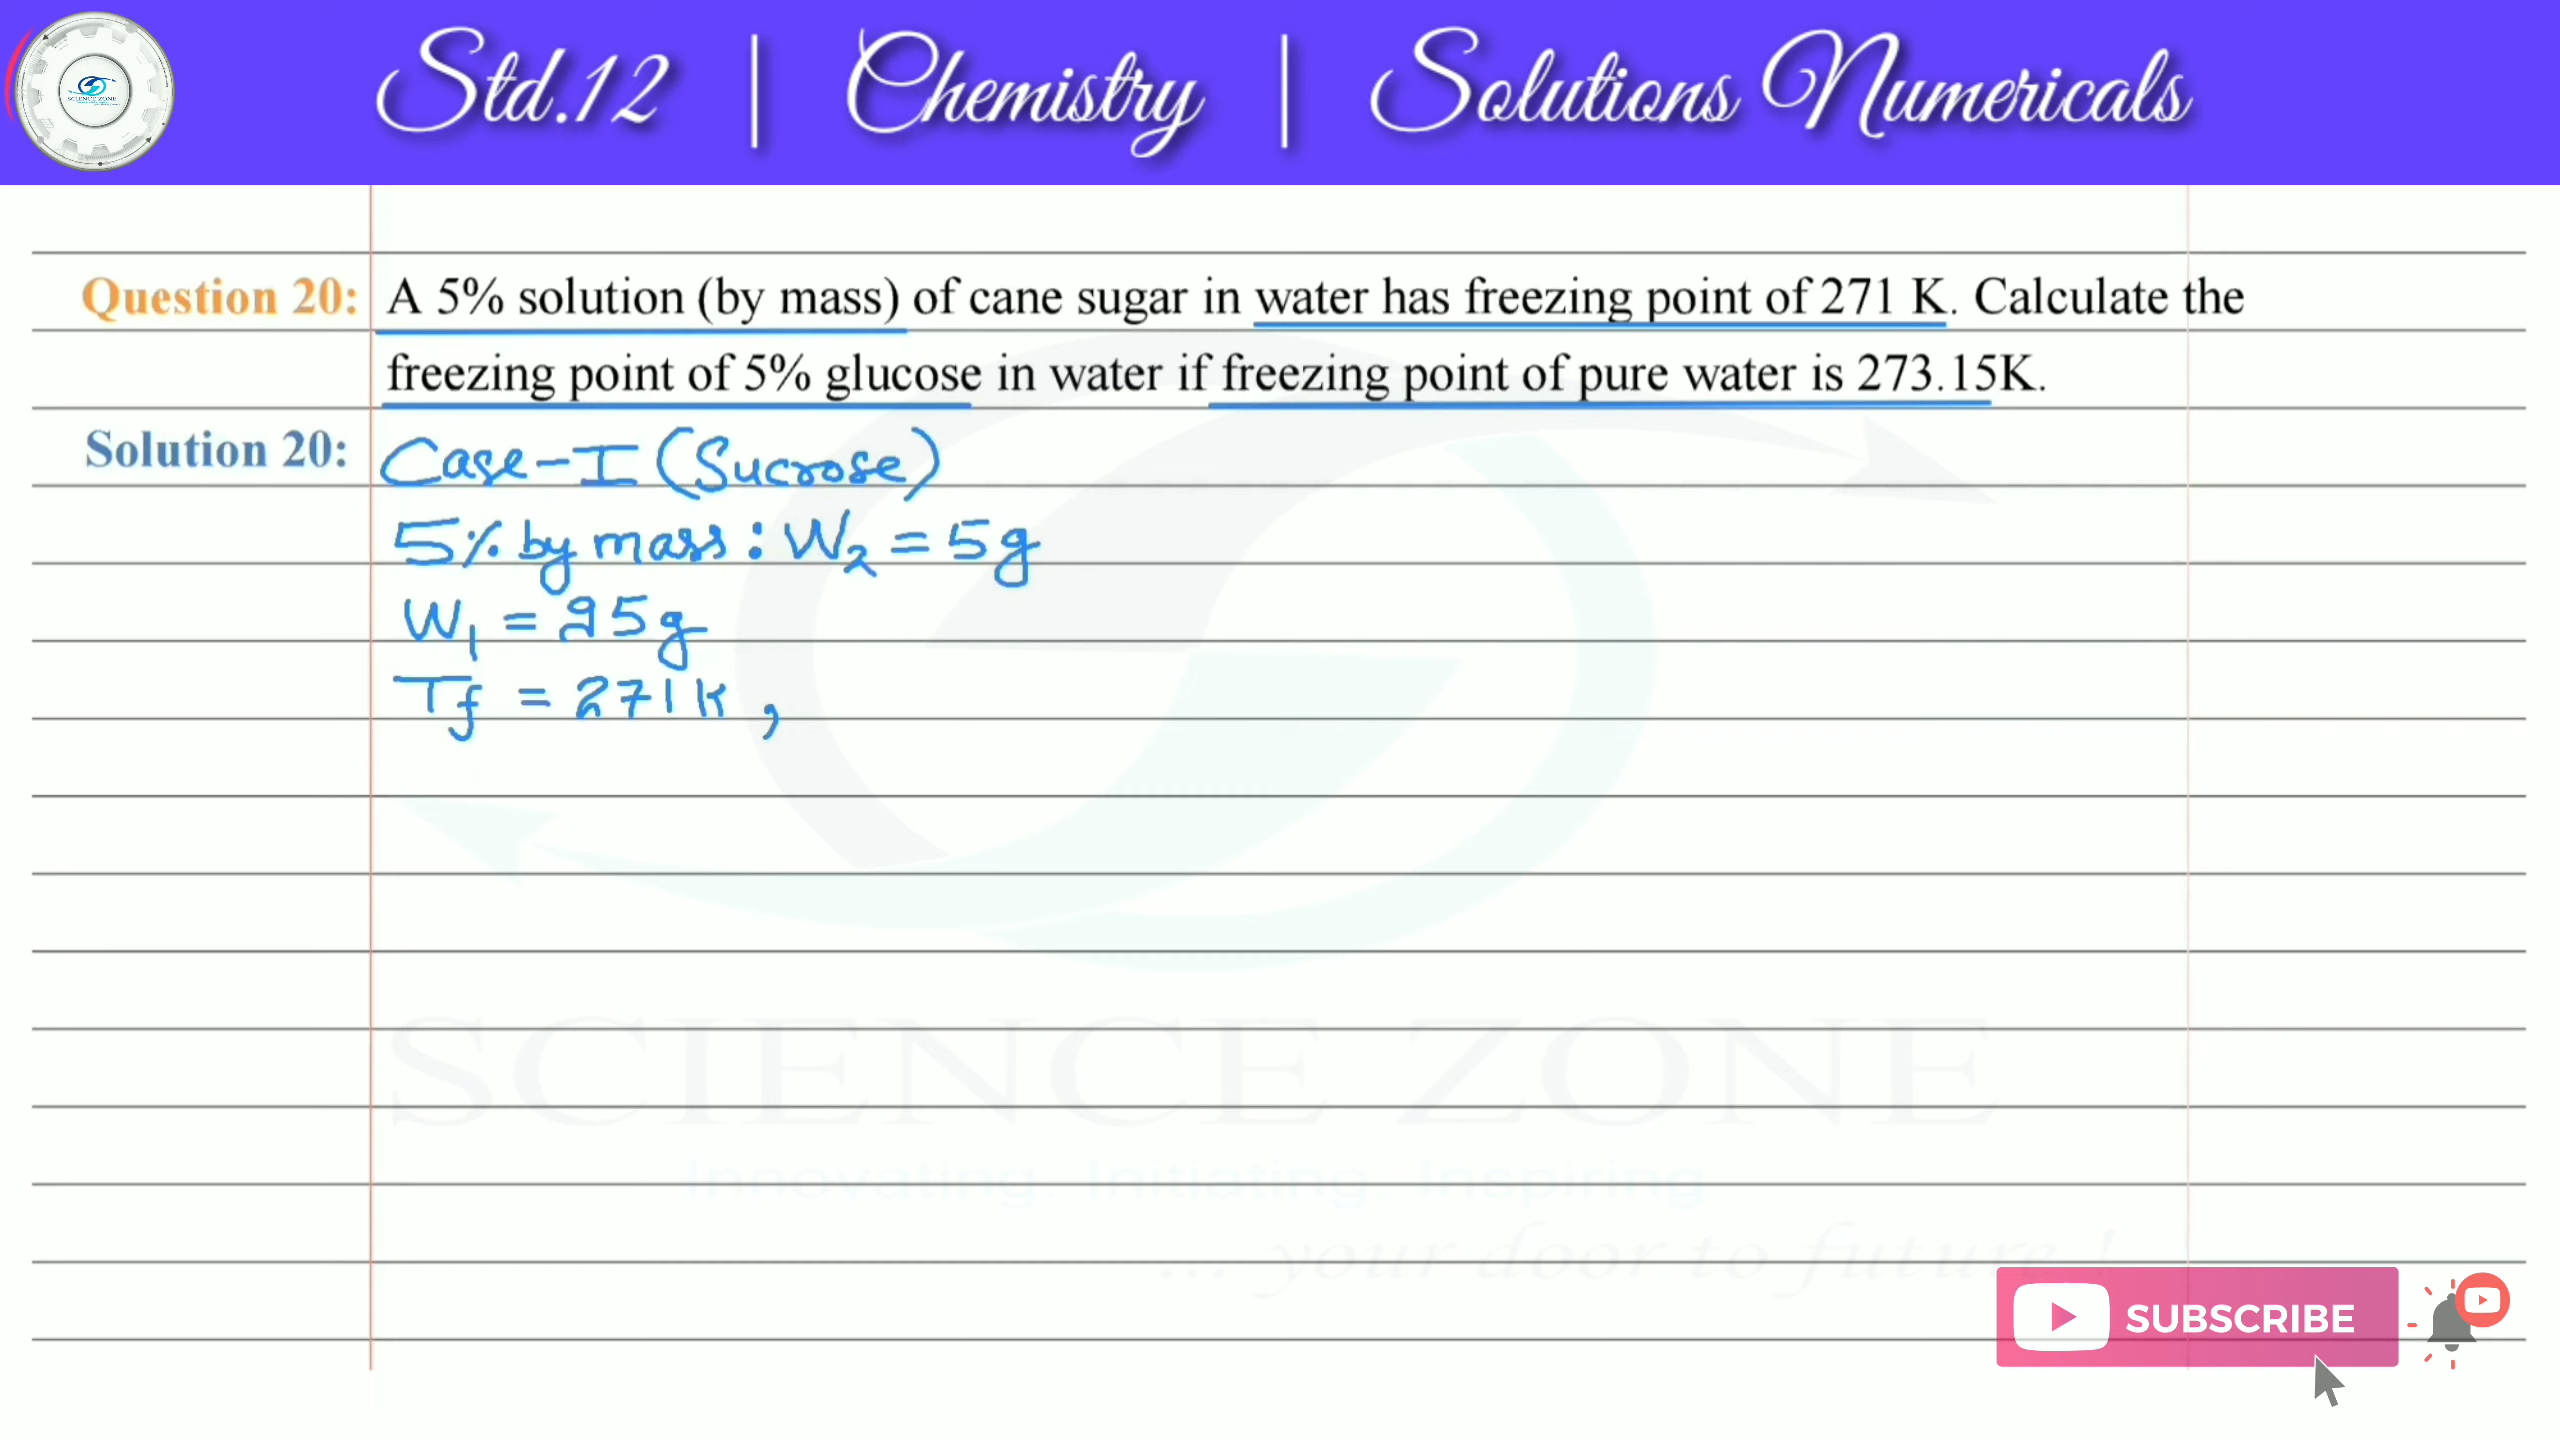 SCIENCE ZONE
Std.12 | Chemistry | Solutions Numericals
Question 20: A 5% solution (by mass) of cane sugar in water has freezing point of 271 K. Calculate the
freezing point of 5% glucose in water if freezing point of pure water is 273.15K.
Solution 20: Case-I (Sucrose)
5% by mass : W2 = 5g
W1 = 95g
Tf = 271K ,
SCIENCE ZONE
Innovating. Initiating. Inspiring
... your door to future !
SUBSCRIBE